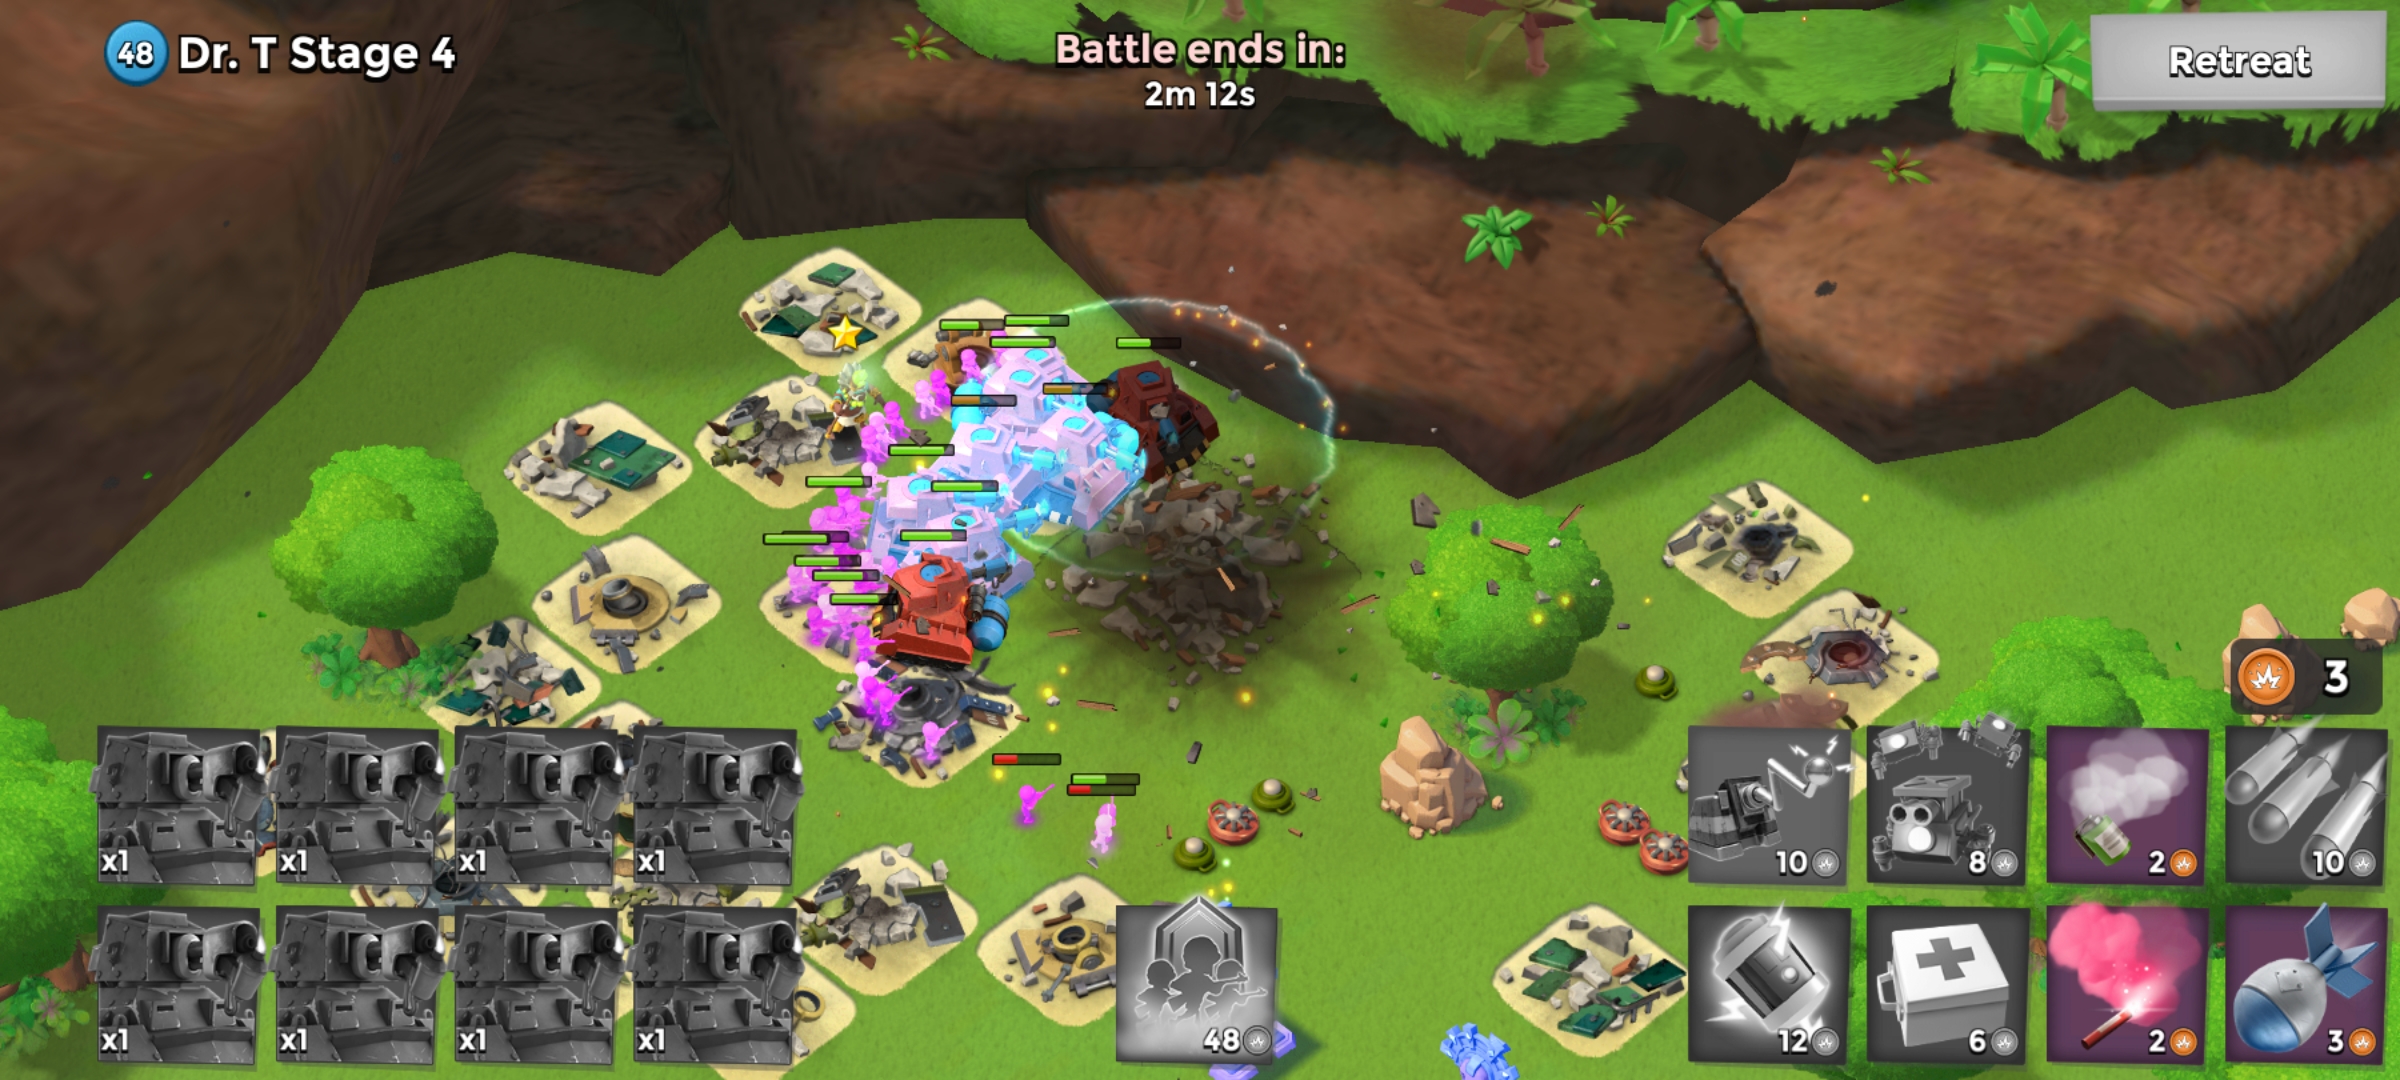 48 Dr. T Stage 4
Battle ends in:
2m 12s
Retreat
3
x1 x1 x1 x1
10 8 2 10
x1 x1 x1 x1
48
12 6 2 3